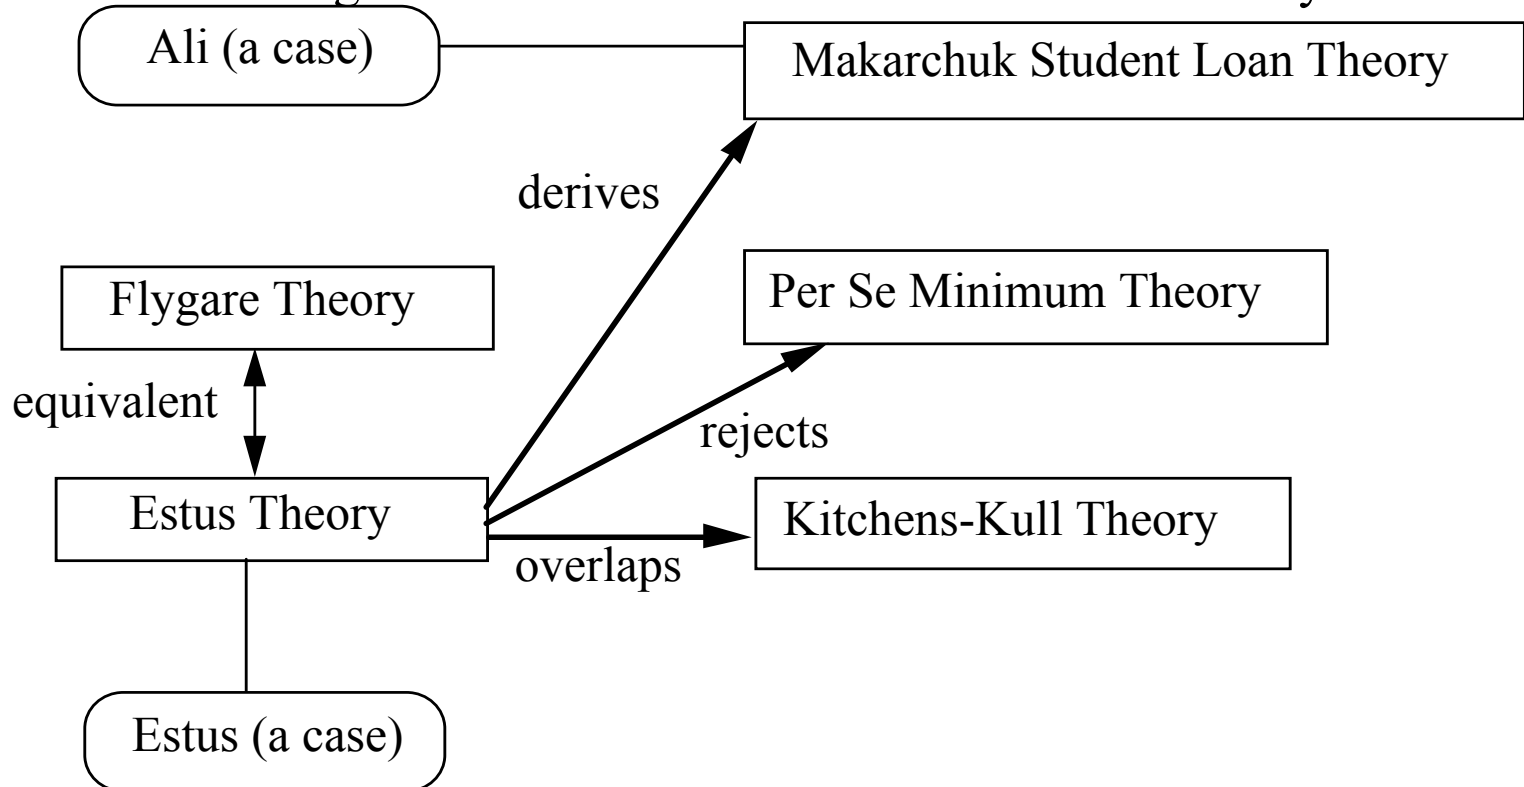 Ali (a case)
Makarchuk Student Loan Theory
derives
Flygare Theory
Per Se Minimum Theory
equivalent
rejects
Estus Theory
Kitchens-Kull Theory
overlaps
Estus (a case)